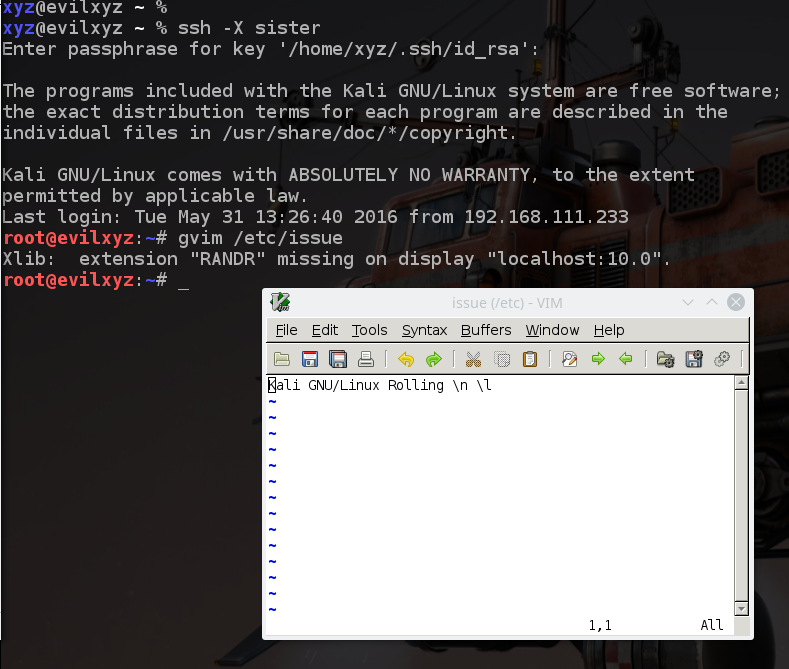 xyz@evilxyz ~ %
xyz@evilxyz ~ % ssh -X sister
Enter passphrase for key '/home/xyz/.ssh/id_rsa':
The programs included with the Kali GNU/Linux system are free software;
the exact distribution terms for each program are described in the
individual files in /usr/share/doc/*/copyright.
Kali GNU/Linux comes with ABSOLUTELY NO WARRANTY, to the extent
permitted by applicable law.
Last login: Tue May 31 13:26:40 2016 from 192.168.111.233
root@evilxyz:~# gvim /etc/issue
Xlib:  extension "RANDR" missing on display "localhost:10.0".
root@evilxyz:~# _
issue (/etc) - VIM
File Edit Tools Syntax Buffers Window Help
Kali GNU/Linux Rolling \n \l
~
~
~
~
~
~
~
~
~
~
~
~
~
~
1,1 All